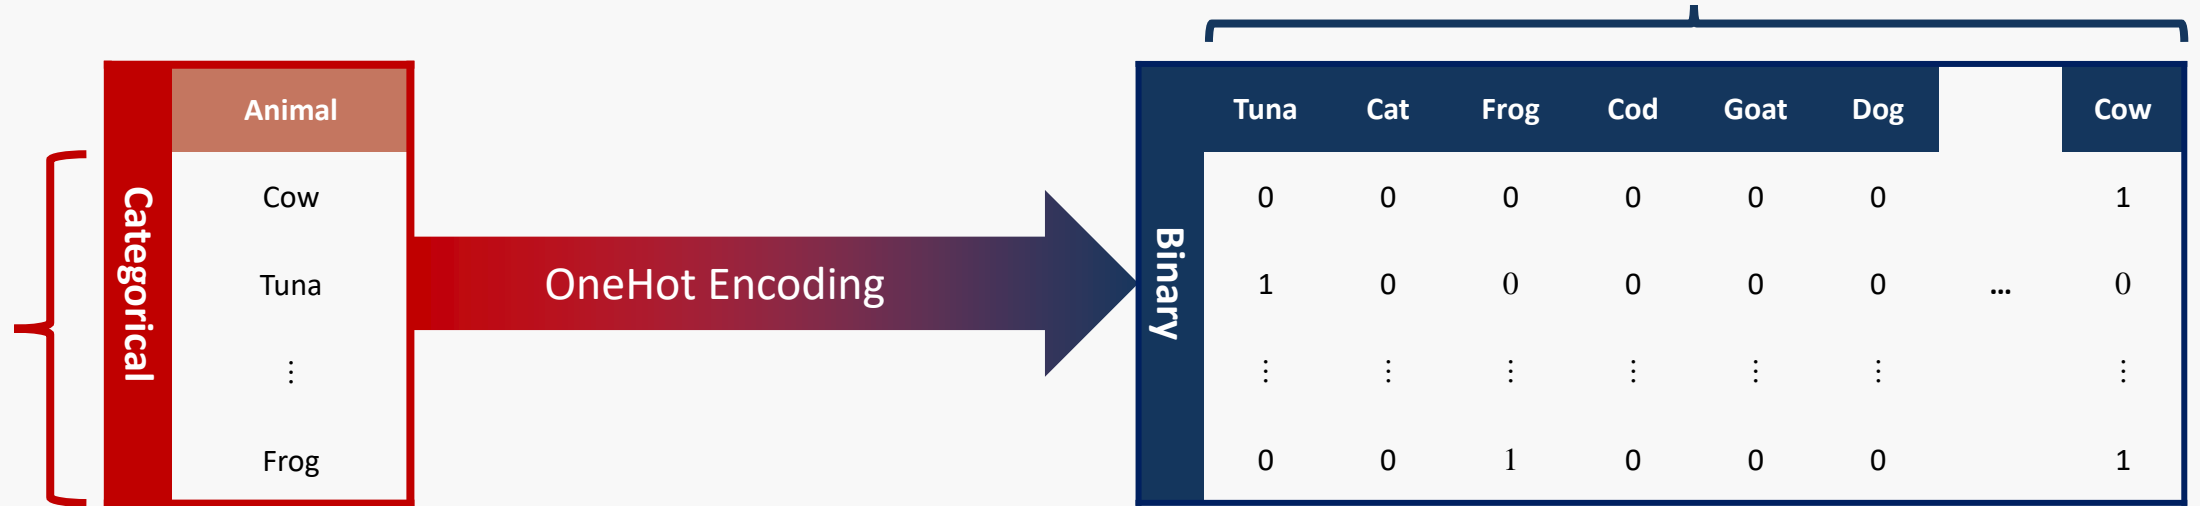 Categorical
Animal
Cow
Tuna
⋮
Frog
OneHot Encoding
Binary
Tuna Cat Frog Cod Goat Dog Cow
0 0 0 0 0 0 1
1 0 0 0 0 0 ... 0
⋮ ⋮ ⋮ ⋮ ⋮ ⋮ ⋮
0 0 1 0 0 0 1